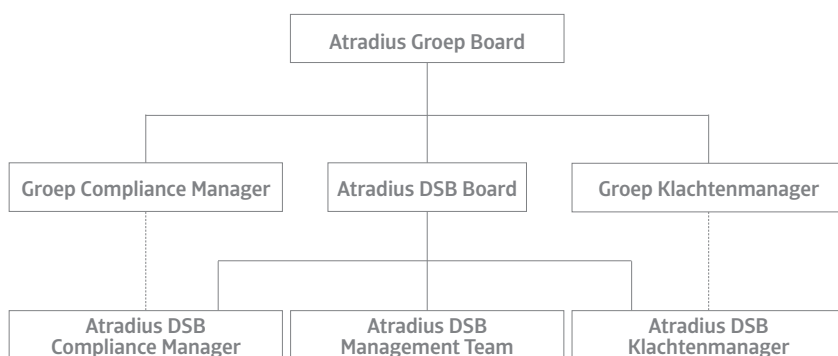 Atradius Groep Board
Groep Compliance Manager
Atradius DSB Board
Groep Klachtenmanager
Atradius DSB
Compliance Manager
Atradius DSB
Management Team
Atradius DSB
Klachtenmanager